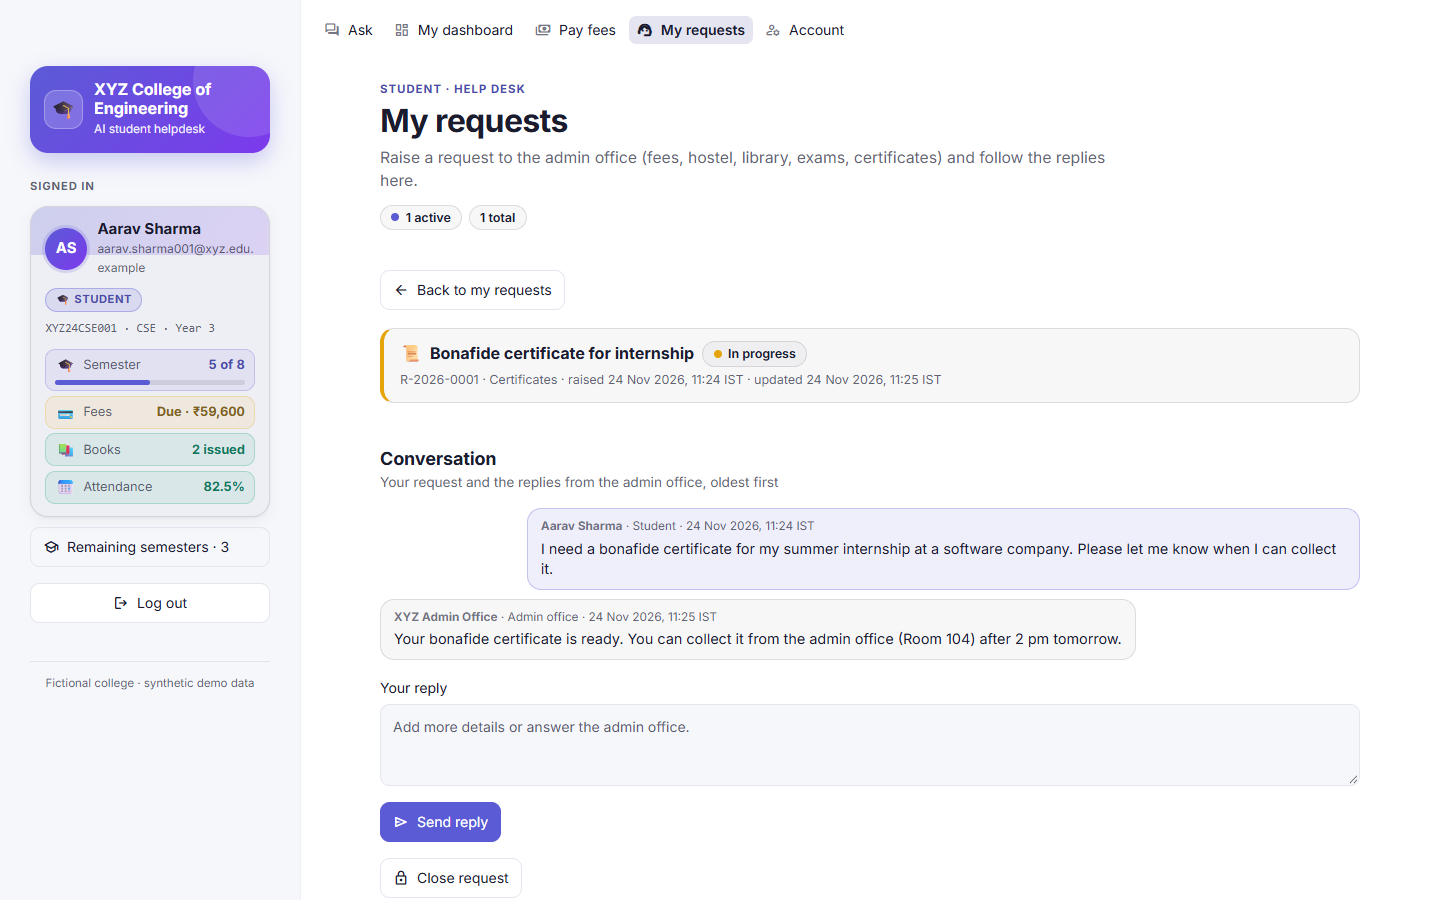 Ask
My dashboard
Pay fees
My requests
Account
XYZ College of
Engineering
AI student helpdesk
SIGNED IN
AS
Aarav Sharma
aarav.sharma001@xyz.edu.
example
STUDENT
XYZ24CSE001 · CSE · Year 3
Semester 5 of 8
Fees Due · ₹59,600
Books 2 issued
Attendance 82.5%
Remaining semesters · 3
Log out
Fictional college · synthetic demo data
STUDENT · HELP DESK
My requests
Raise a request to the admin office (fees, hostel, library, exams, certificates) and follow the replies
here.
1 active
1 total
Back to my requests
Bonafide certificate for internship In progress
R-2026-0001 · Certificates · raised 24 Nov 2026, 11:24 IST · updated 24 Nov 2026, 11:25 IST
Conversation
Your request and the replies from the admin office, oldest first
Aarav Sharma · Student · 24 Nov 2026, 11:24 IST
I need a bonafide certificate for my summer internship at a software company. Please let me know when I can collect
it.
XYZ Admin Office · Admin office · 24 Nov 2026, 11:25 IST
Your bonafide certificate is ready. You can collect it from the admin office (Room 104) after 2 pm tomorrow.
Your reply
Add more details or answer the admin office.
Send reply
Close request